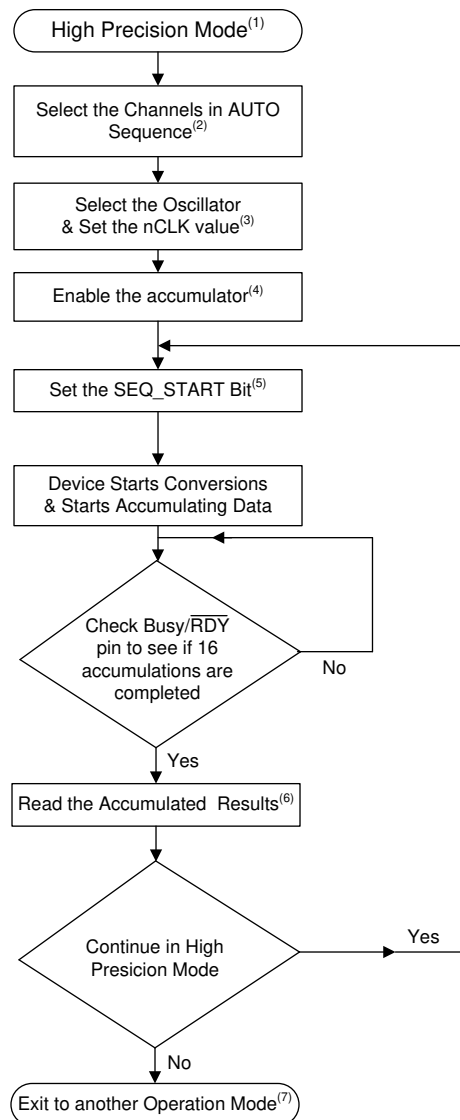 High Precision Mode(1)
Select the Channels in AUTO
Sequence(2)
Select the Oscillator
& Set the nCLK value(3)
Enable the accumulator(4)
Set the SEQ_START Bit(5)
Device Starts Conversions
& Starts Accumulating Data
Check Busy/RDY
pin to see if 16
accumulations are
completed
No
Yes
Read the Accumulated Results(6)
Continue in High
Presicion Mode
Yes
No
Exit to another Operation Mode(7)